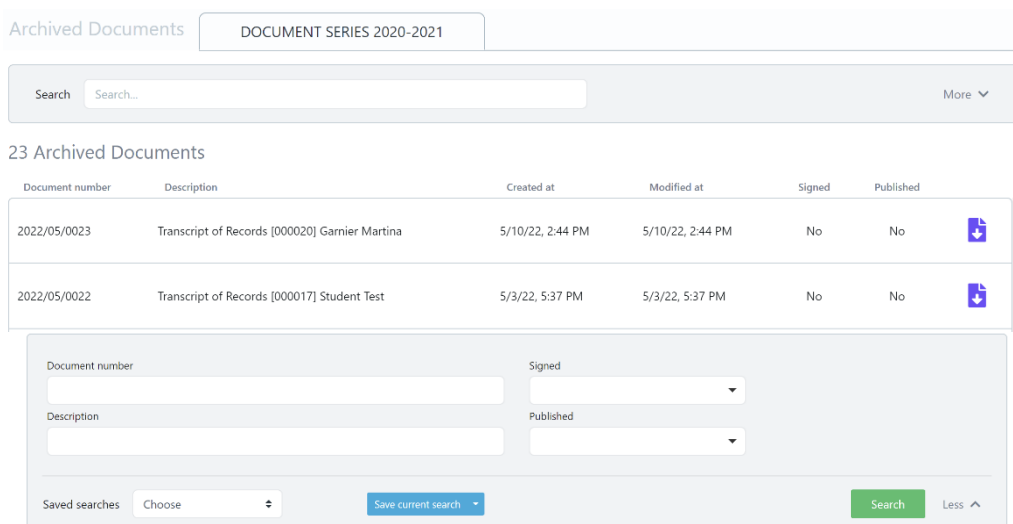 Archived Documents DOCUMENT SERIES 2020-2021
Search Search... More
23 Archived Documents
Document number Description Created at Modified at Signed Published
2022/05/0023 Transcript of Records [000020] Garnier Martina 5/10/22, 2:44 PM 5/10/22, 2:44 PM No No
2022/05/0022 Transcript of Records [000017] Student Test 5/3/22, 5:37 PM 5/3/22, 5:37 PM No No
Document number Signed
Description Published
Saved searches Choose Save current search Search Less